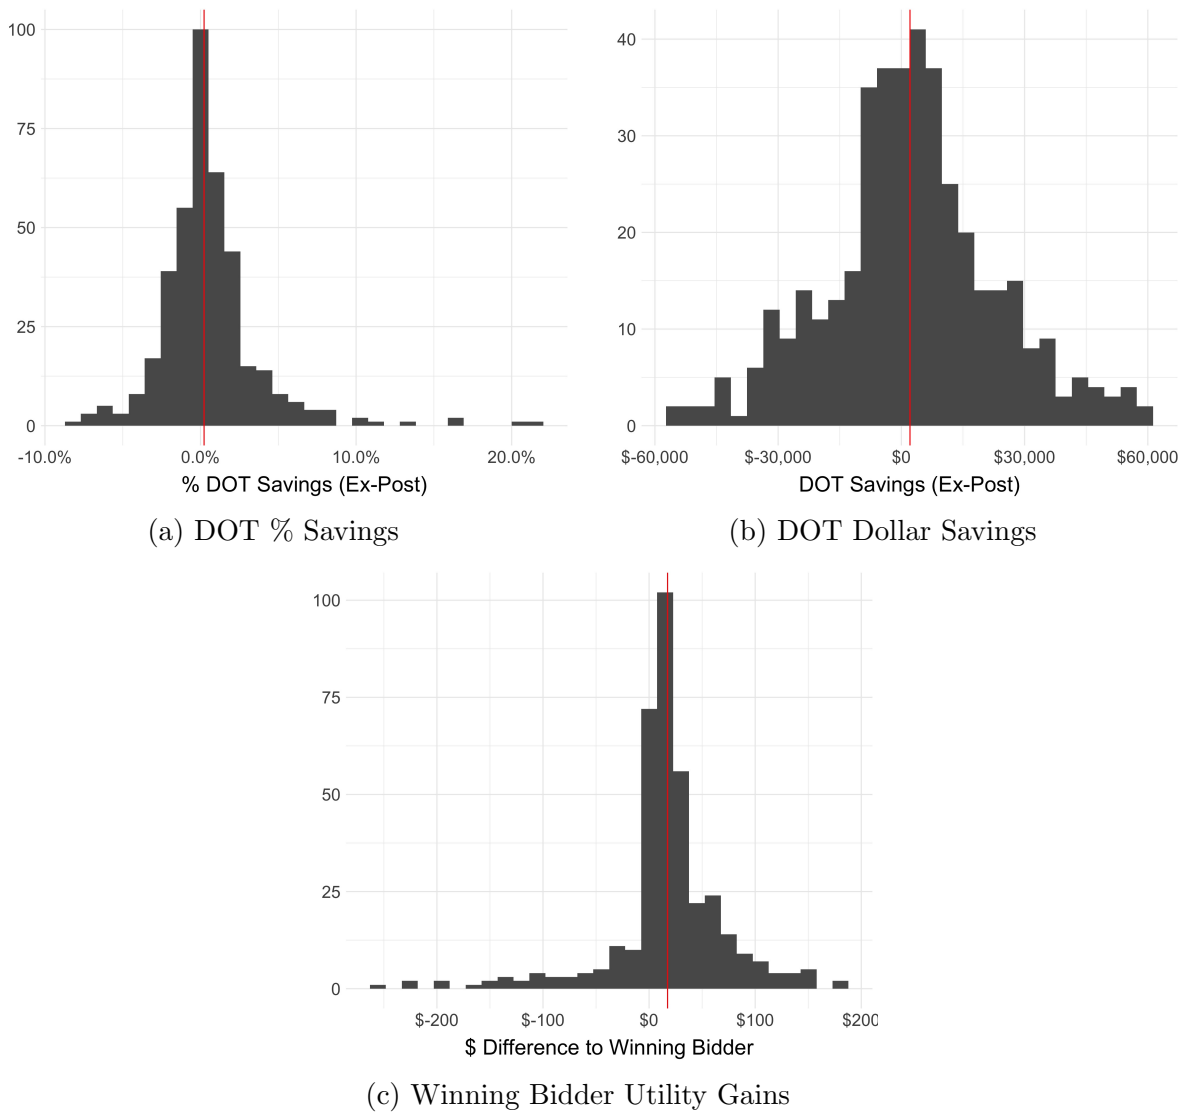 100
75
50
25
0
-10.0% 0.0% 10.0% 20.0%
% DOT Savings (Ex-Post)
(a) DOT % Savings
40
30
20
10
0
$-60,000 $-30,000 $0 $30,000 $60,000
DOT Savings (Ex-Post)
(b) DOT Dollar Savings
100
75
50
25
0
$-200 $-100 $0 $100 $200
$ Difference to Winning Bidder
(c) Winning Bidder Utility Gains